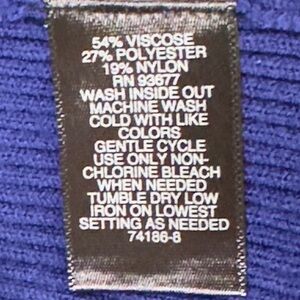 54% VISCOSE
27% POLYESTER
19% NYLON
RN 93677
WASH INSIDE OUT
MACHINE WASH
COLD WITH LIKE
COLORS
GENTLE CYCLE
USE ONLY NON-
CHLORINE BLEACH
WHEN NEEDED
TUMBLE DRY LOW
IRON ON LOWEST
SETTING AS NEEDED
74186-8